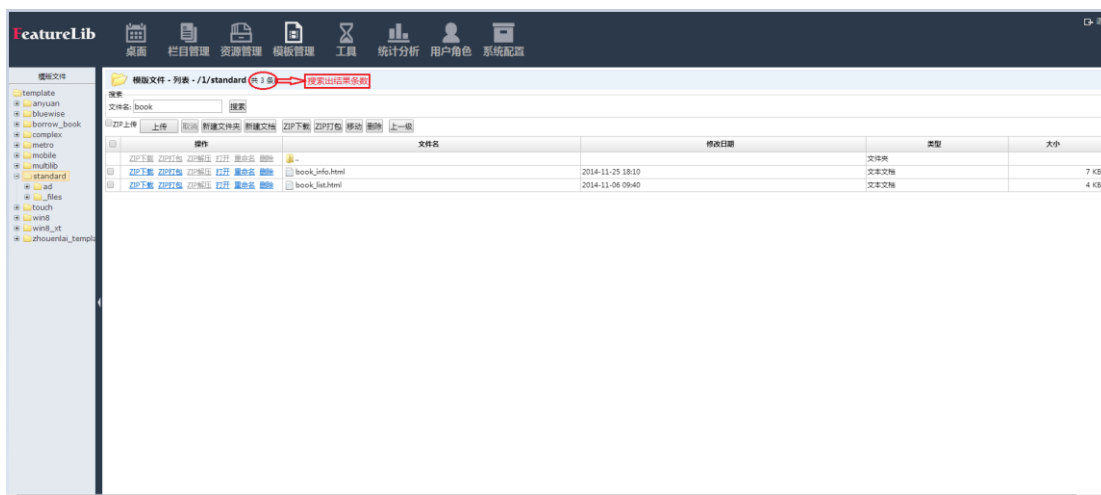 FeatureLib
桌面 栏目管理 资源管理 模板管理 工具 统计分析 用户角色 系统配置
模版文件
template
anyuan
bluewise
borrow_book
complex
metro
mobile
multilib
standard
ad
_files
touch
win8
win8_xt
zhouenlai_templa
模版文件 - 列表 - /1/standard 共 3 条 搜索出结果条数
搜索
文件名: book 搜索
ZIP上传 上传 取消 新建文件夹 新建文档 ZIP下载 ZIP打包 移动 删除 上一级
操作 文件名 修改日期 类型 大小
ZIP下载 ZIP打包 ZIP解压 打开 重命名 删除 .. 文件夹
ZIP下载 ZIP打包 ZIP解压 打开 重命名 删除 book_info.html 2014-11-25 18:10 文本文档 7 KB
ZIP下载 ZIP打包 ZIP解压 打开 重命名 删除 book_list.html 2014-11-06 09:40 文本文档 4 KB